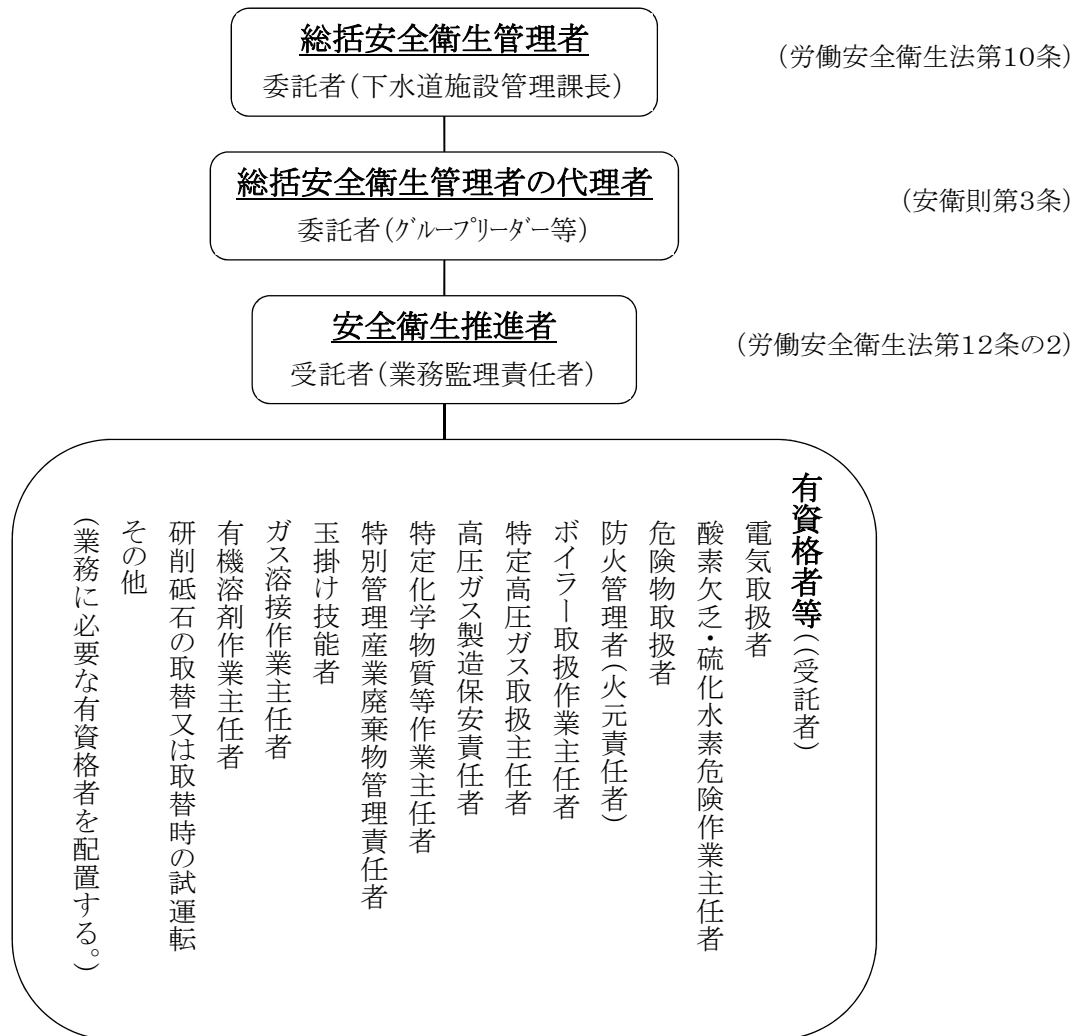 総括安全衛生管理者
委託者(下水道施設管理課長)
(労働安全衛生法第10条)
総括安全衛生管理者の代理者
委託者(グループリーダー等)
(安衛則第3条)
安全衛生推進者
受託者(業務監理責任者)
(労働安全衛生法第12条の2)
有資格者等((受託者)
電気取扱者
酸素欠乏・硫化水素危険作業主任者
危険物取扱者
防火管理者(火元責任者)
ボイラー取扱作業主任者
特定高圧ガス取扱主任者
高圧ガス製造保安責任者
特定化学物質等作業主任者
特別管理産業廃棄物管理責任者
玉掛け技能者
ガス溶接作業主任者
有機溶剤作業主任者
研削砥石の取替又は取替時の試運転
その他
(業務に必要な有資格者を配置する。)